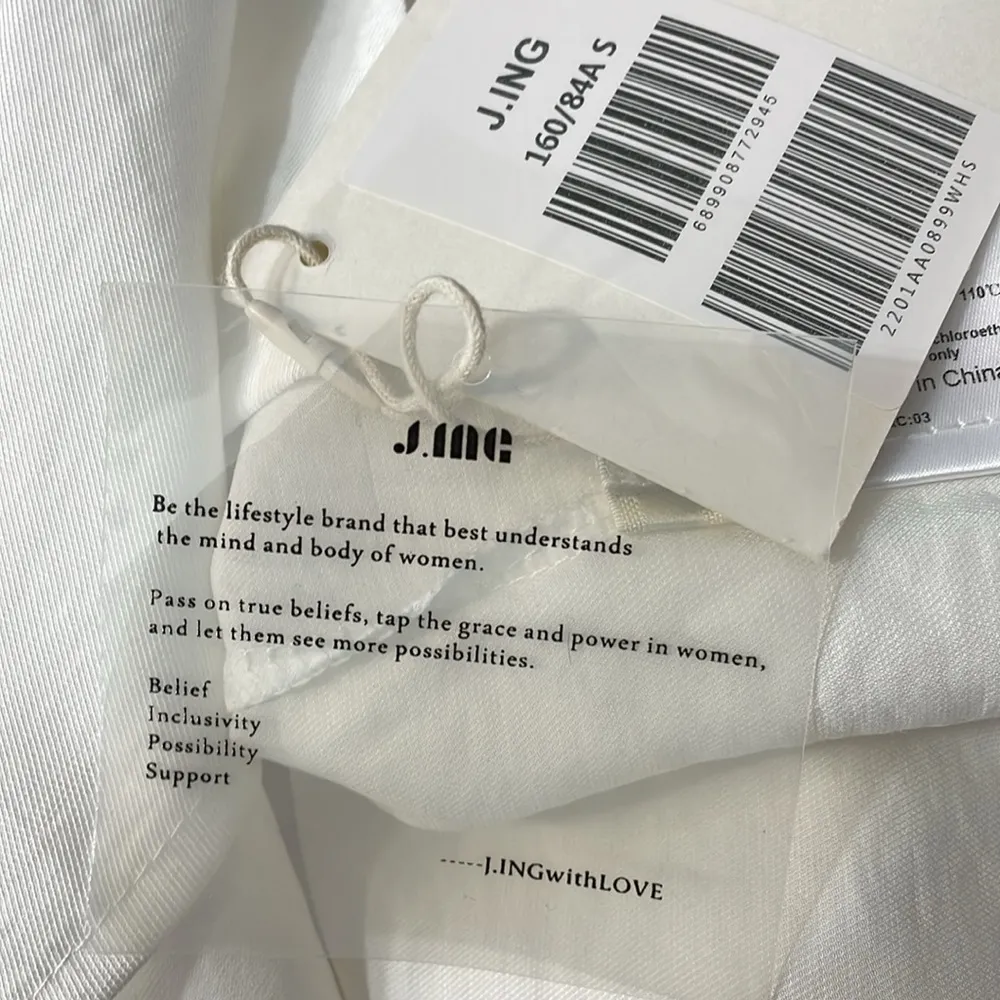 J.ING
160/84A S
6899908772945
2201AA0899WHS
110℃
only
in China
C:03
J.ING
Be the lifestyle brand that best understands
the mind and body of women.
Pass on true beliefs, tap the grace and power in women,
and let them see more possibilities.
Belief
Inclusivity
Possibility
Support
-----J.INGwithLOVE